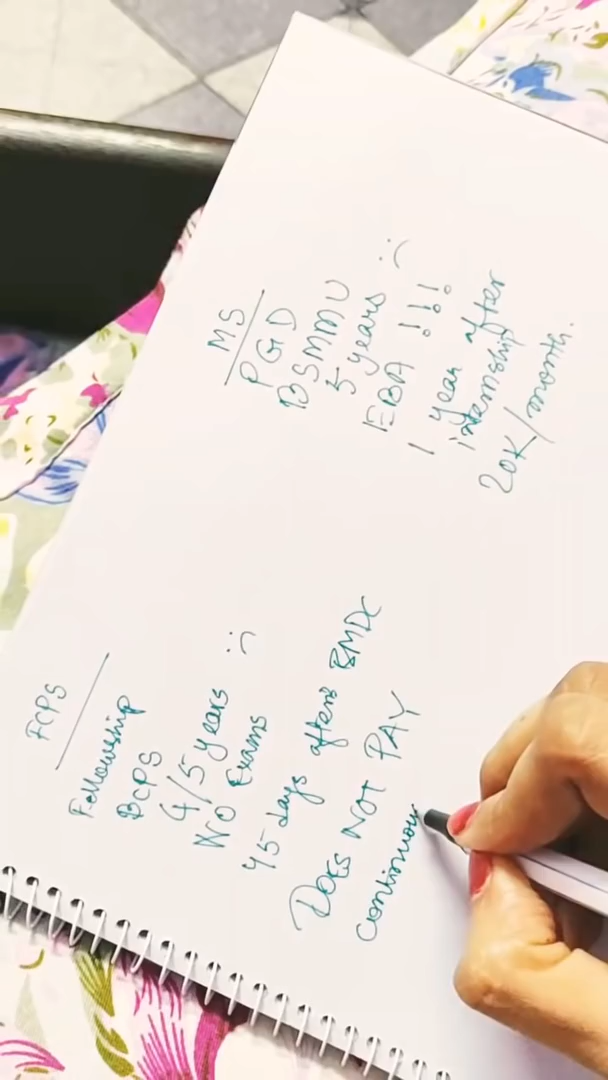 FCPS
Fellowship
BCPS
4/5 years
NO Exams :)
45 days after BMDC
Does NOT PAY
continuou
MS
PGD
BSMMU
5 years
EBA !!! :(
1 year after
internship
20K/month.